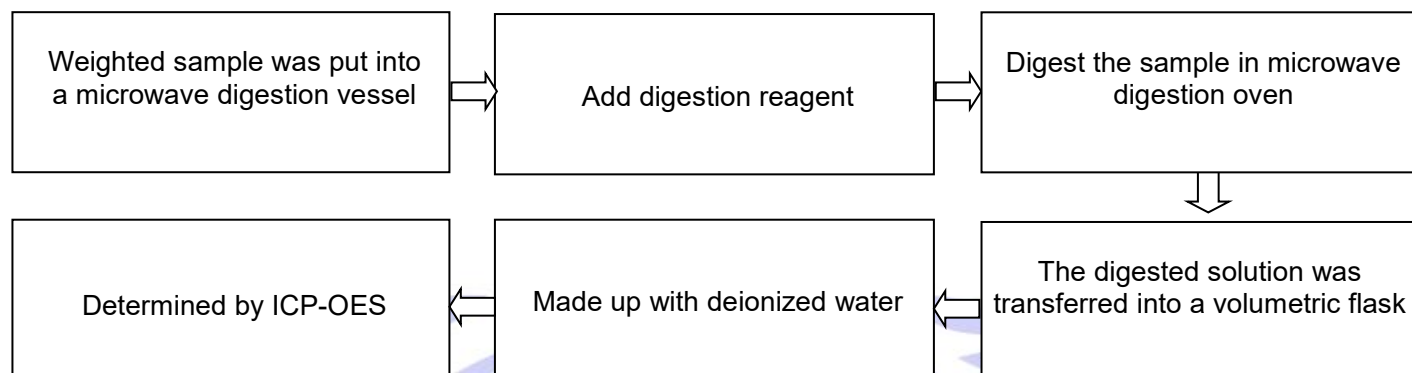 Weighted sample was put into
a microwave digestion vessel
Add digestion reagent
Digest the sample in microwave
digestion oven
The digested solution was
transferred into a volumetric flask
Made up with deionized water
Determined by ICP-OES